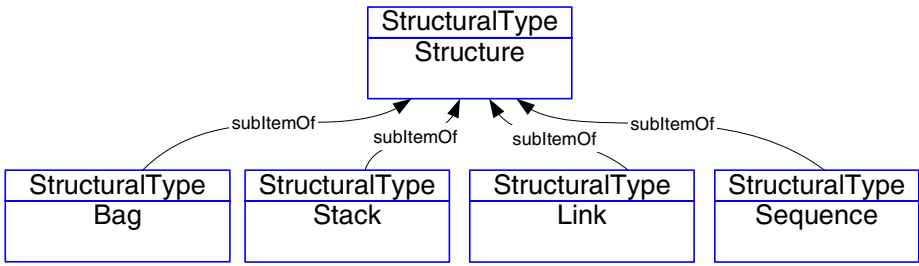 StructuralType
Structure
subItemOf
subItemOf
subItemOf
subItemOf
StructuralType
Bag
StructuralType
Stack
StructuralType
Link
StructuralType
Sequence